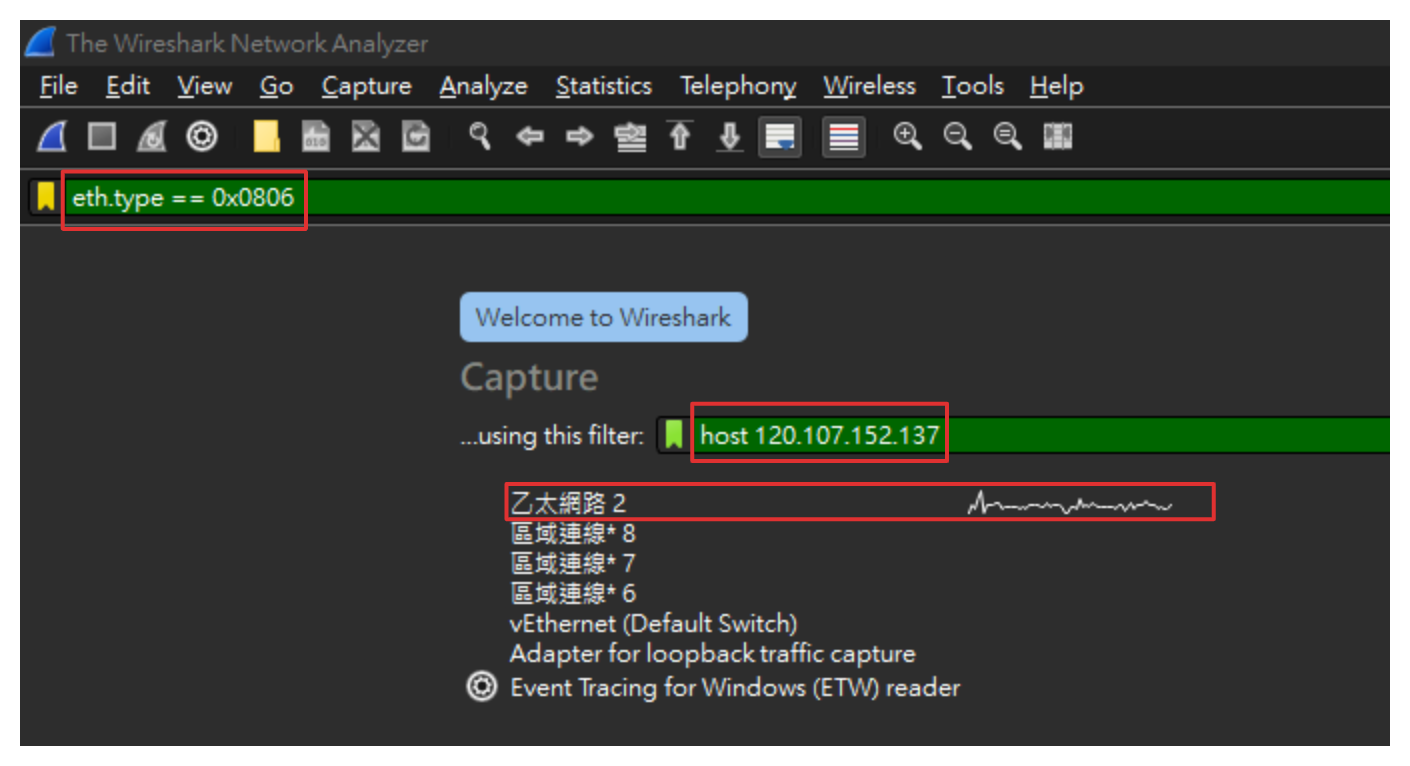 The Wireshark Network Analyzer
File Edit View Go Capture Analyze Statistics Telephony Wireless Tools Help
eth.type == 0x0806
Welcome to Wireshark
Capture
...using this filter: host 120.107.152.137
乙太網路 2
區域連線* 8
區域連線* 7
區域連線* 6
vEthernet (Default Switch)
Adapter for loopback traffic capture
Event Tracing for Windows (ETW) reader